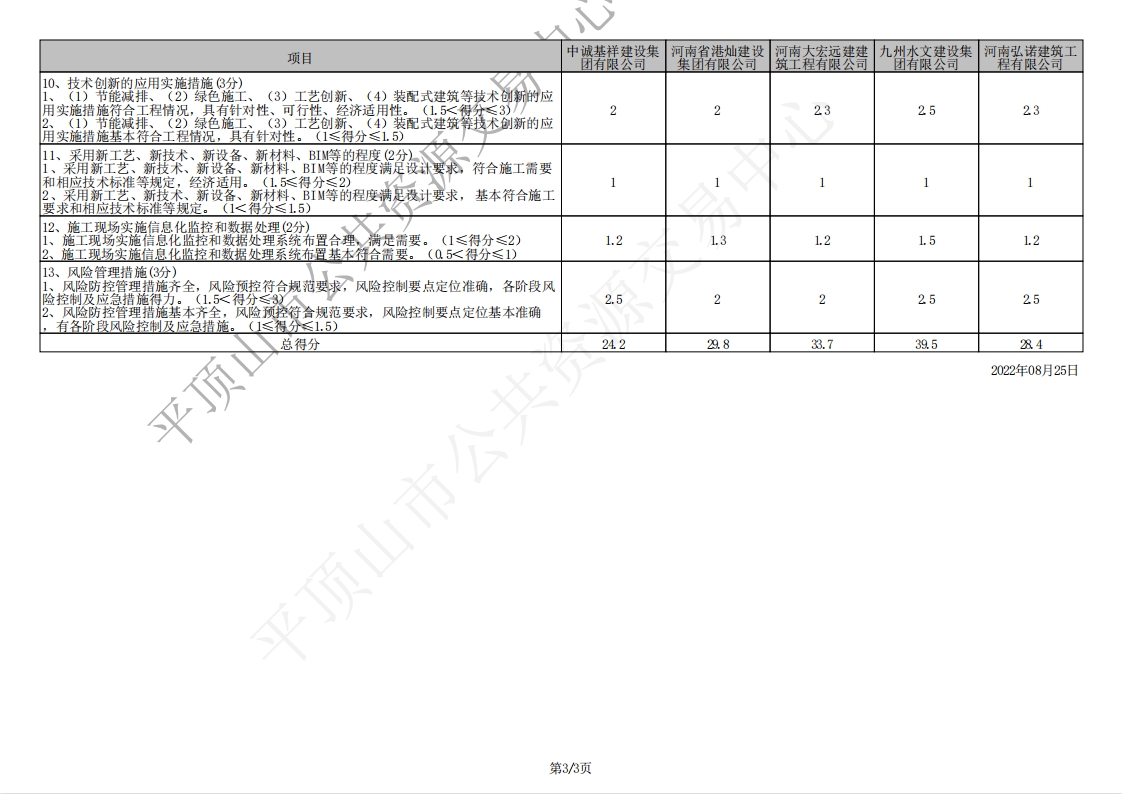 项目
中诚基祥建设集
团有限公司
河南省港灿建设
集团有限公司
河南大宏远建建
筑工程有限公司
九州水文建设集
团有限公司
河南弘诺建筑工
程有限公司
10、技术创新的应用实施措施(3分)
1、（1）节能减排、（2）绿色施工、（3）工艺创新、（4）装配式建筑等技术创新的应
用实施措施符合工程情况，具有针对性、可行性、经济适用性。（1.5＜得分≤3）
2、（1）节能减排、（2）绿色施工、（3）工艺创新、（4）装配式建筑等技术创新的应
用实施措施基本符合工程情况，具有针对性。（1≤得分≤1.5）
2
2
2.3
2.5
2.3
11、采用新工艺、新技术、新设备、新材料、BIM等的程度(2分)
1、采用新工艺、新技术、新设备、新材料、BIM等的程度满足设计要求，符合施工需要
和相应技术标准等规定，经济适用。（1.5≤得分≤2）
2、采用新工艺、新技术、新设备、新材料、BIM等的程度满足设计要求， 基本符合施工
要求和相应技术标准等规定。（1＜得分≤1.5）
1
1
1
1
1
12、施工现场实施信息化监控和数据处理(2分)
1、施工现场实施信息化监控和数据处理系统布置合理，满足需要。（1≤得分≤2）
2、施工现场实施信息化监控和数据处理系统布置基本符合需要。（0.5＜得分≤1）
1.2
1.3
1.2
1.5
1.2
13、风险管理措施(3分)
1、风险防控管理措施齐全，风险预控符合规范要求，风险控制要点定位准确，各阶段风
险控制及应急措施得力。（1.5＜得分≤3）
2、风险防控管理措施基本齐全，风险预控符合规范要求，风险控制要点定位基本准确
，有各阶段风险控制及应急措施。（1≤得分≤1.5）
2.5
2
2
2.5
2.5
总得分
24.2
29.8
33.7
39.5
28.4
2022年08月25日
平顶山市公共资源交易中心
平顶山市公共资源交易中心
第3/3页